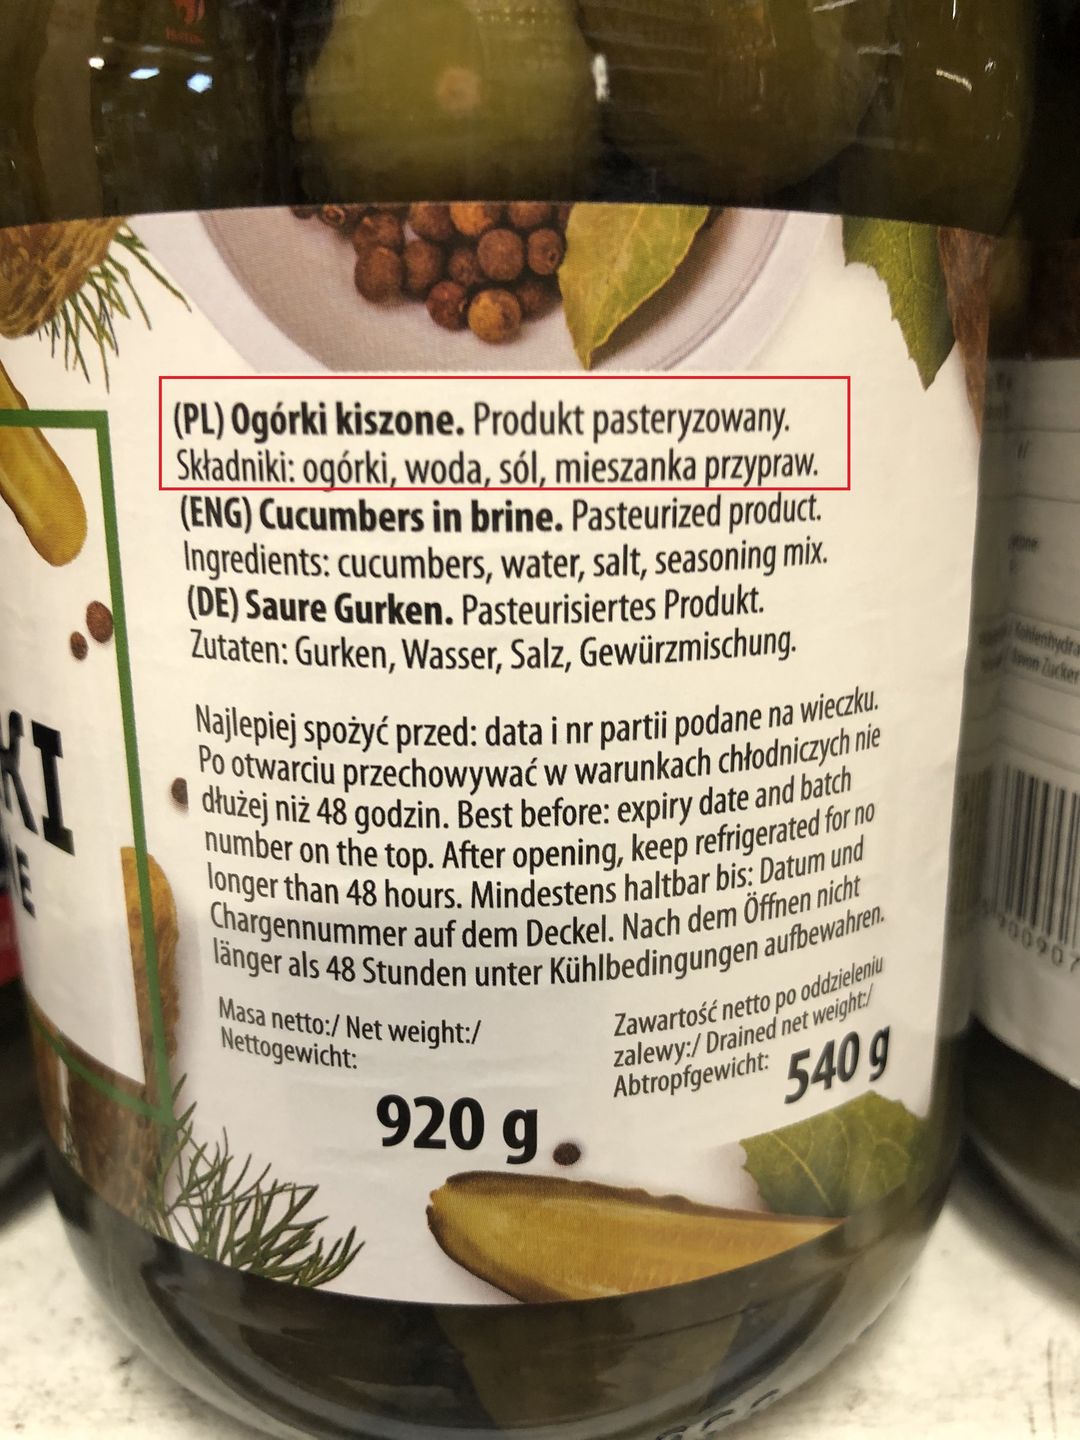 (PL) Ogórki kiszone. Produkt pasteryzowany.
Składniki: ogórki, woda, sól, mieszanka przypraw.
(ENG) Cucumbers in brine. Pasteurized product.
Ingredients: cucumbers, water, salt, seasoning mix.
(DE) Saure Gurken. Pasteurisiertes Produkt.
Zutaten: Gurken, Wasser, Salz, Gewürzmischung.
Najlepiej spożyć przed: data i nr partii podane na wieczku.
Po otwarciu przechowywać w warunkach chłodniczych nie
dłużej niż 48 godzin. Best before: expiry date and batch
number on the top. After opening, keep refrigerated for no
longer than 48 hours. Mindestens haltbar bis: Datum und
Chargennummer auf dem Deckel. Nach dem Öffnen nicht
länger als 48 Stunden unter Kühlbedingungen aufbewahren.
Masa netto:/ Net weight:/
Nettogewicht:
920 g
Zawartość netto po oddzieleniu
zalewy:/ Drained net weight:/
Abtropfgewicht: 540 g
KI
E
Kohlenhydra
davon Zucker
900907